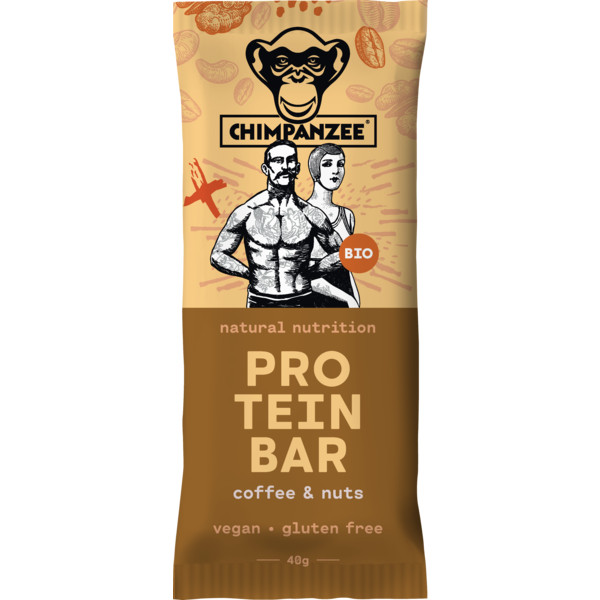 CHIMPANZEE®
BIO
natural nutrition
PRO
TEIN
BAR
coffee & nuts
vegan • gluten free
40g